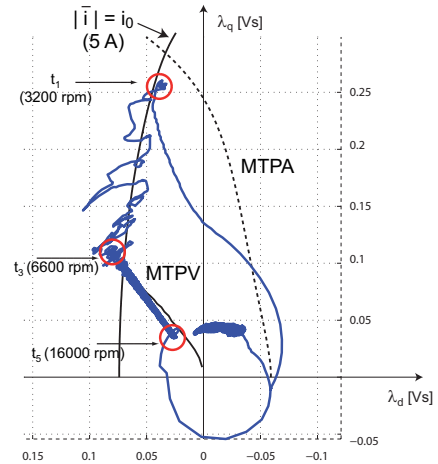 | i̅ | = i₀
(5 A)
λq [Vs]
t₁
(3200 rpm)
0.25
0.2
MTPA
0.15
0.1
t₃ (6600 rpm)
MTPV
0.05
t₅ (16000 rpm)
λd [Vs]
−0.05
0.15 0.1 0.05 0 −0.05 −0.1